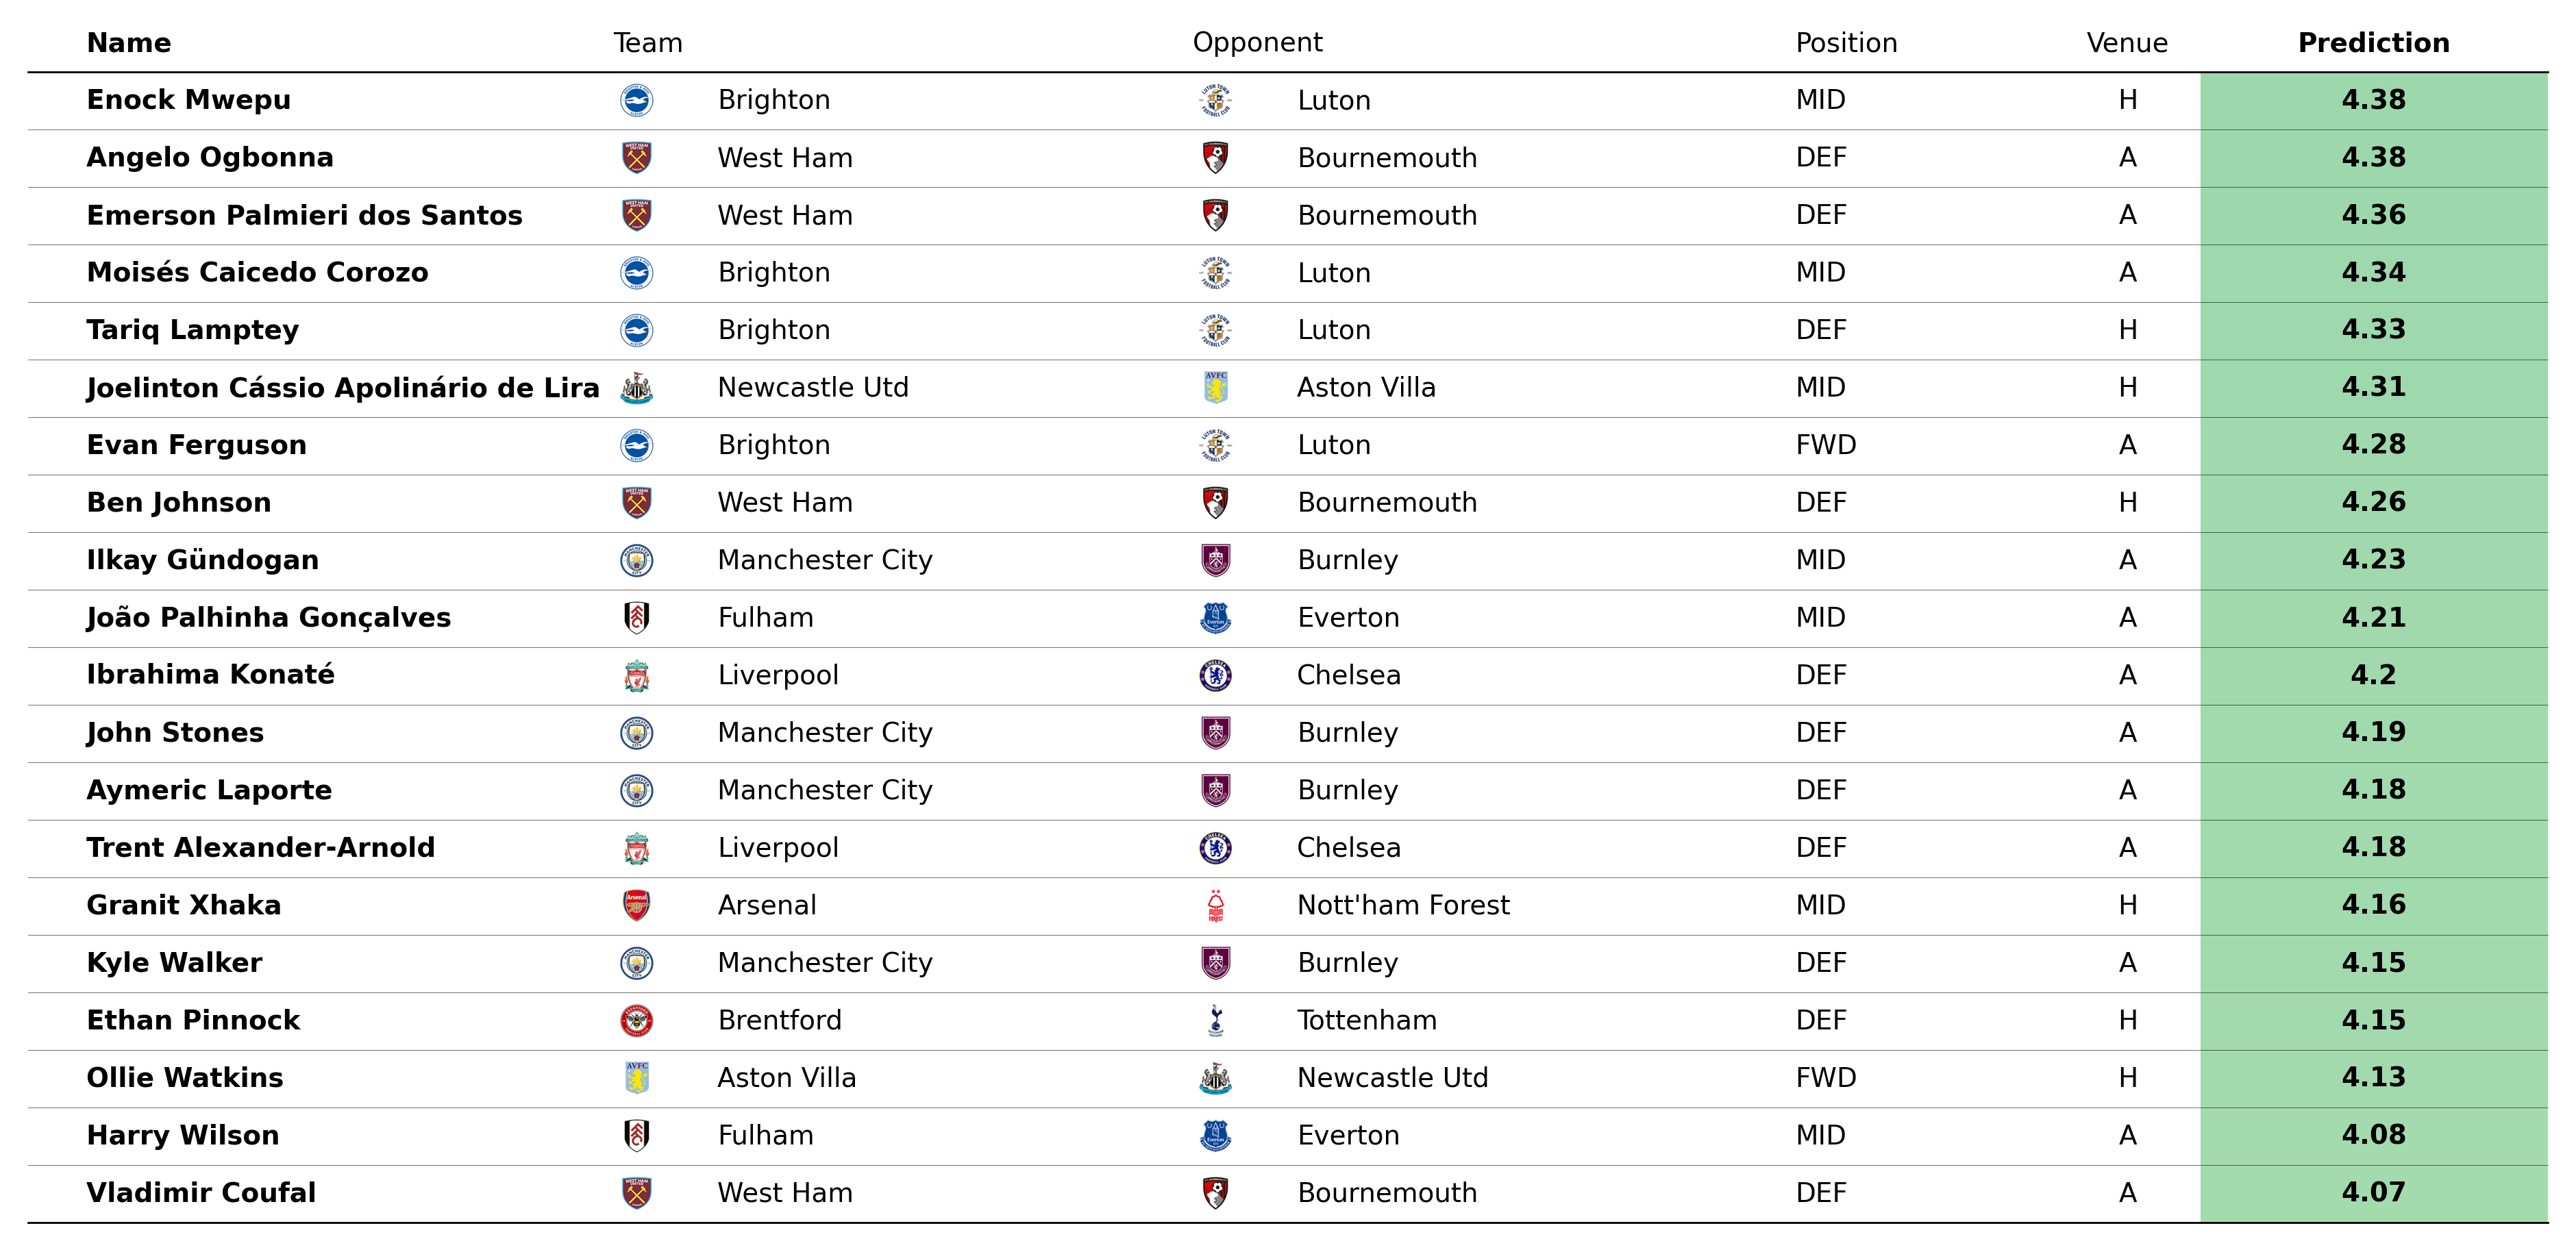 Name Team Opponent Position Venue Prediction
Enock Mwepu Brighton Luton MID H 4.38
Angelo Ogbonna West Ham Bournemouth DEF A 4.38
Emerson Palmieri dos Santos West Ham Bournemouth DEF A 4.36
Moisés Caicedo Corozo Brighton Luton MID A 4.34
Tariq Lamptey Brighton Luton DEF H 4.33
Joelinton Cássio Apolinário de Lira Newcastle Utd Aston Villa MID H 4.31
Evan Ferguson Brighton Luton FWD A 4.28
Ben Johnson West Ham Bournemouth DEF H 4.26
Ilkay Gündogan Manchester City Burnley MID A 4.23
João Palhinha Gonçalves Fulham Everton MID A 4.21
Ibrahima Konaté Liverpool Chelsea DEF A 4.2
John Stones Manchester City Burnley DEF A 4.19
Aymeric Laporte Manchester City Burnley DEF A 4.18
Trent Alexander-Arnold Liverpool Chelsea DEF A 4.18
Granit Xhaka Arsenal Nott'ham Forest MID H 4.16
Kyle Walker Manchester City Burnley DEF A 4.15
Ethan Pinnock Brentford Tottenham DEF H 4.15
Ollie Watkins Aston Villa Newcastle Utd FWD H 4.13
Harry Wilson Fulham Everton MID A 4.08
Vladimir Coufal West Ham Bournemouth DEF A 4.07